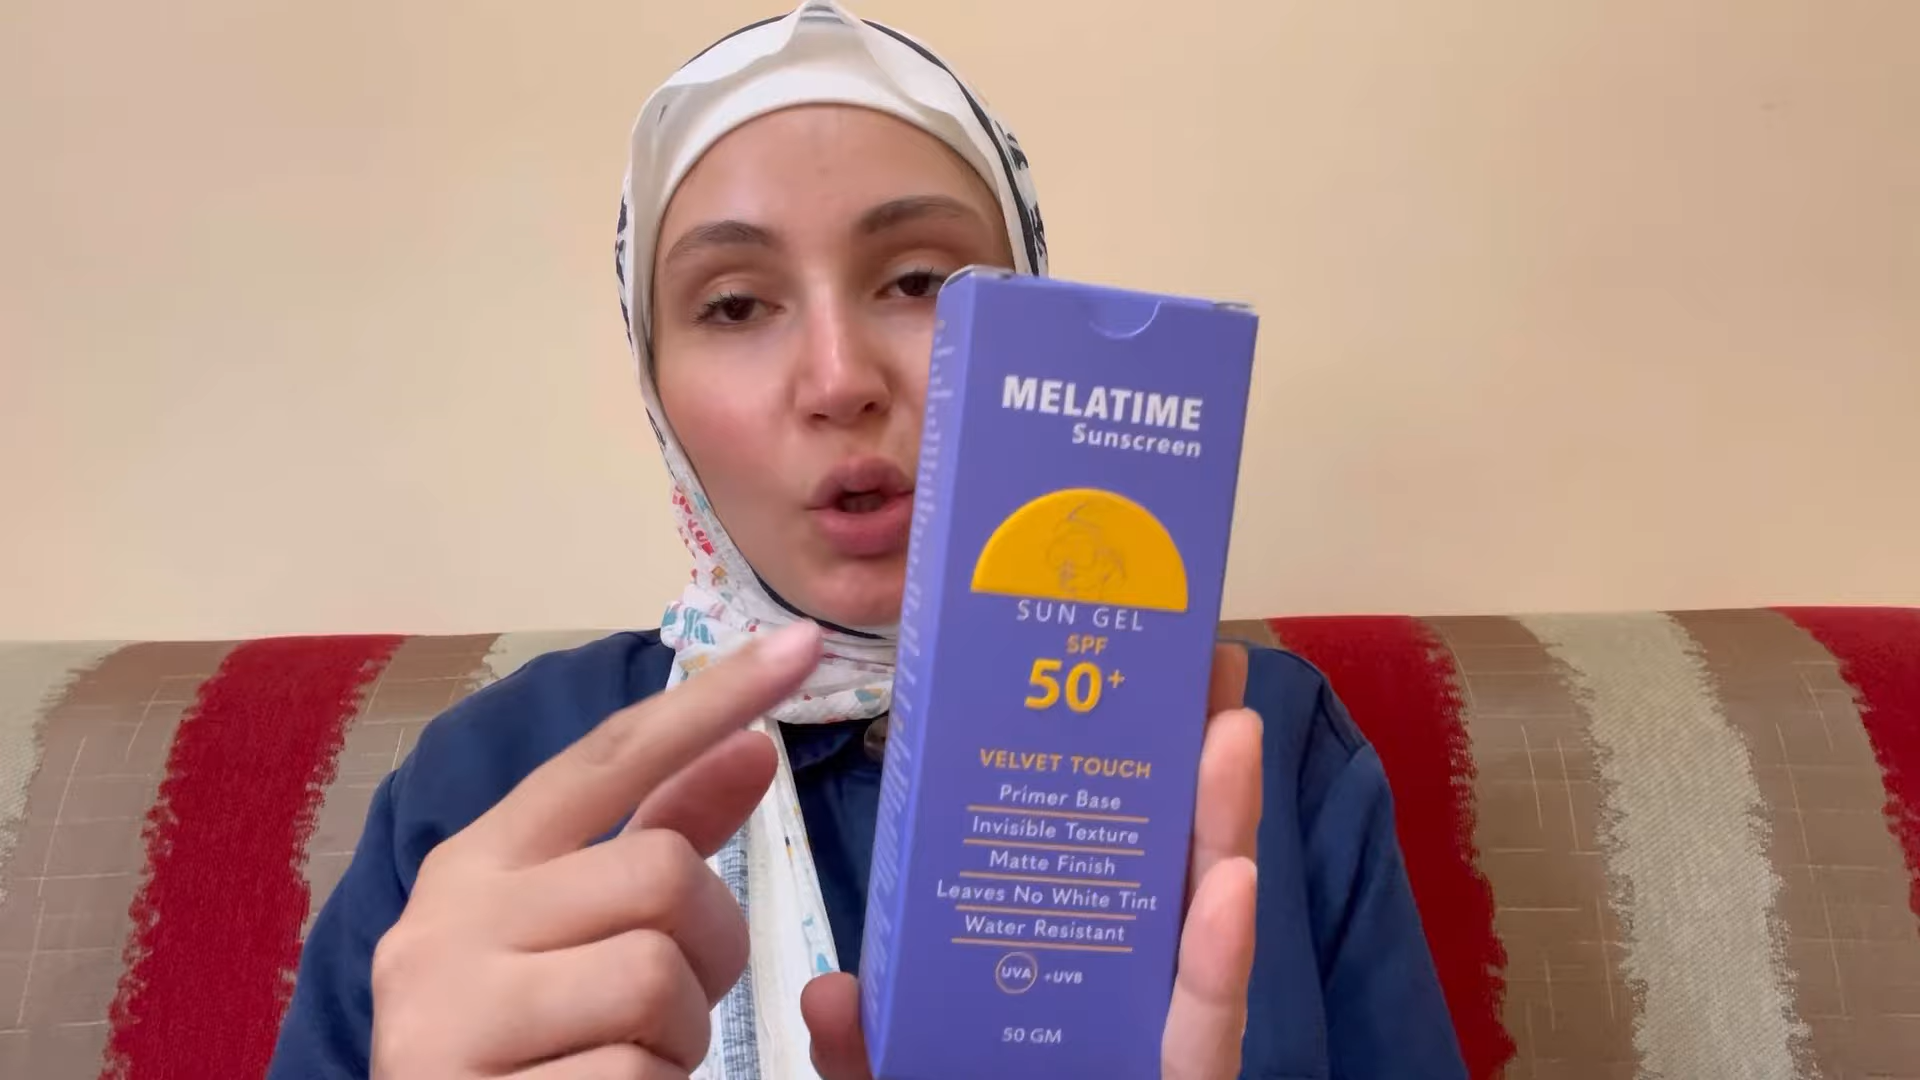 MELATIME
Sunscreen
SUN GEL
SPF
50+
VELVET TOUCH
Primer Base
Invisible Texture
Matte Finish
Leaves No White Tint
Water Resistant
UVA +UVB
50 GM